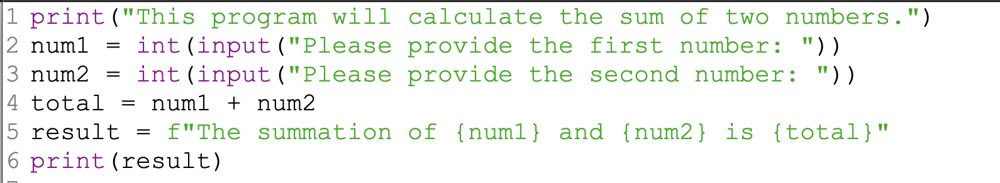 1 print("This program will calculate the sum of two numbers.")
2 num1 = int(input("Please provide the first number: "))
3 num2 = int(input("Please provide the second number: "))
4 total = num1 + num2
5 result = f"The summation of {num1} and {num2} is {total}"
6 print(result)